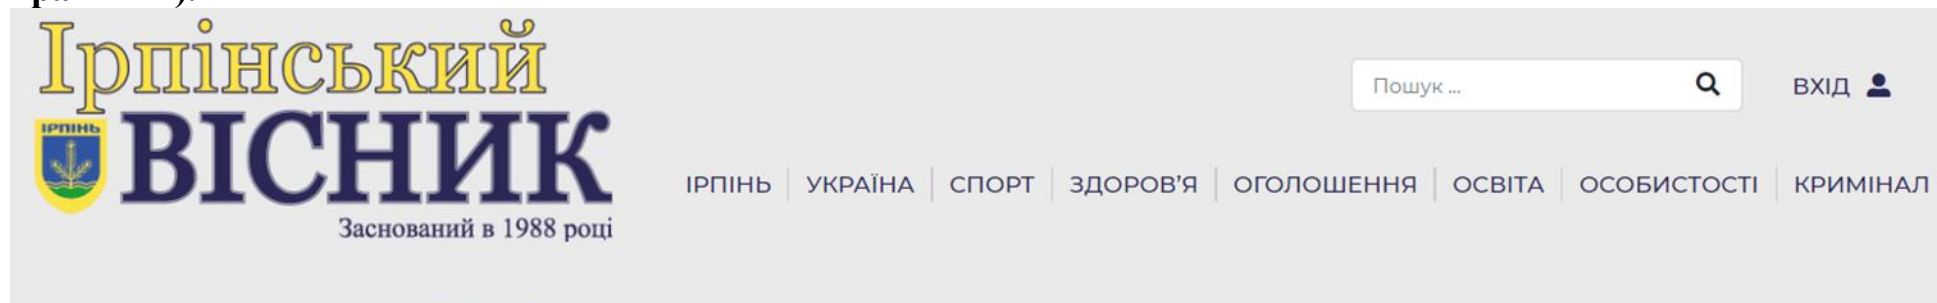 Ірпінський
ІРПІНЬ
ВІСНИК
Заснований в 1988 році
Пошук ...
ВХІД
ІРПІНЬ УКРАЇНА СПОРТ ЗДОРОВ'Я ОГОЛОШЕННЯ ОСВІТА ОСОБИСТОСТІ КРИМІНАЛ